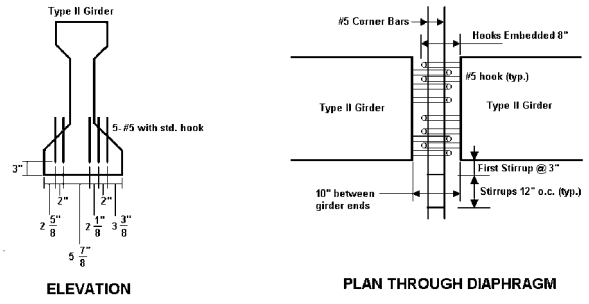 Type II Girder
5- #5 with std. hook
3"
2"
2"
2 5/8"
2 1/8"
3 3/8"
5 7/8"
ELEVATION
#5 Corner Bars
Hooks Embedded 8"
#5 hook (typ.)
Type II Girder
Type II Girder
First Stirrup @ 3"
10" between
girder ends
Stirrups 12" o.c. (typ.)
PLAN THROUGH DIAPHRAGM